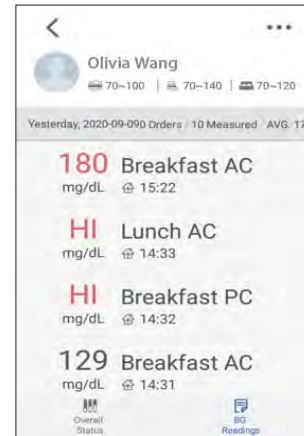 Olivia Wang
70~100 | 70~140 | 70~120
Yesterday, 2020-09-090 Orders / 10 Measured / AVG. 17
180 Breakfast AC
mg/dL 15:22
HI Lunch AC
mg/dL 14:33
HI Breakfast PC
mg/dL 14:32
129 Breakfast AC
mg/dL 14:31
Overall Status
BG Readings